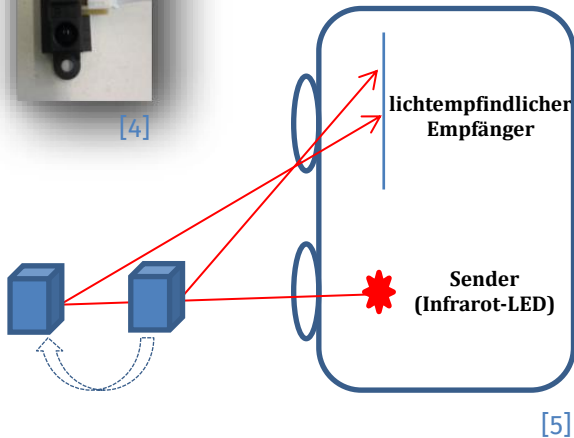 [4]
lichtempfindlicher
Empfänger
Sender
(Infrarot-LED)
[5]